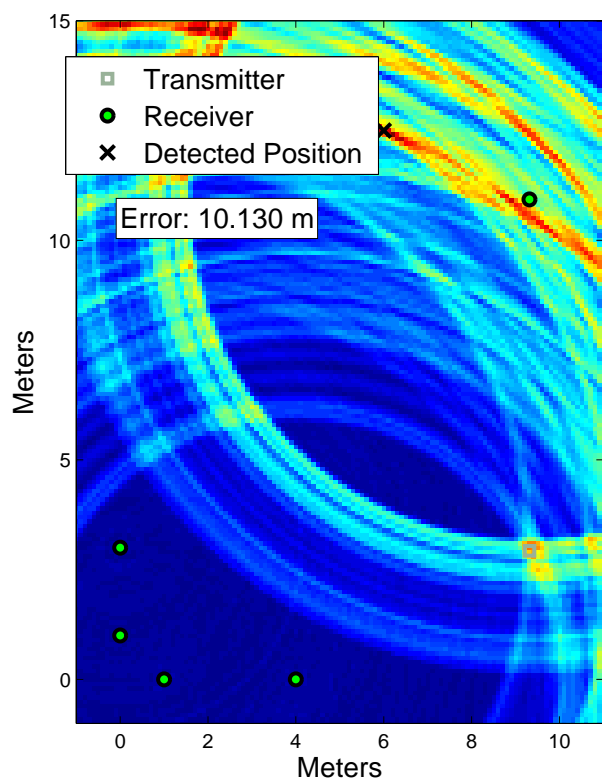 15
Transmitter
Receiver
Detected Position
Error: 10.130 m
10
5
0
Meters
0 2 4 6 8 10
Meters